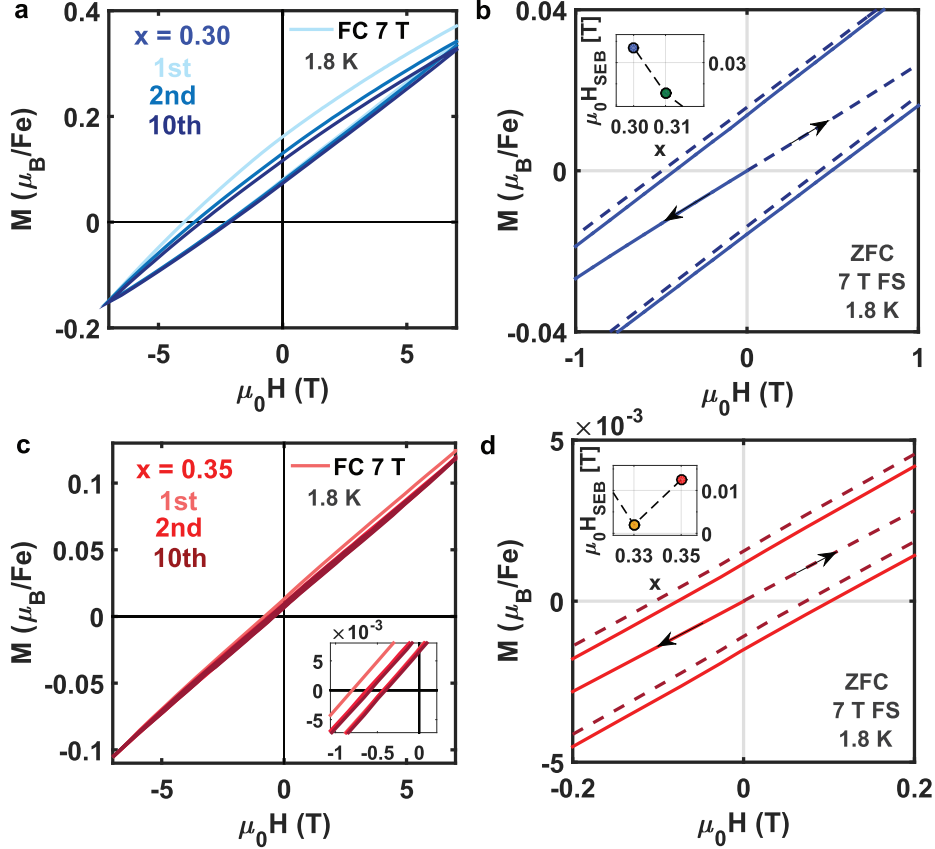 a
0.4
0.2
0
-0.2
M (μB/Fe)
x = 0.30
1st
2nd
10th
FC 7 T
1.8 K
-5
0
5
μ0H (T)
b
0.04
0
-0.04
M (μB/Fe)
μ0HSEB [T]
0.03
0.30 0.31
x
ZFC
7 T FS
1.8 K
-1
0
1
μ0H (T)
c
0.1
0.05
0
-0.05
-0.1
M (μB/Fe)
x = 0.35
1st
2nd
10th
FC 7 T
1.8 K
×10-3
5
0
-5
-1
-0.5
0
-5
0
5
μ0H (T)
d
×10-3
5
0
-5
M (μB/Fe)
μ0HSEB [T]
0.01
0
0.33 0.35
x
ZFC
7 T FS
1.8 K
-0.2
0
0.2
μ0H (T)